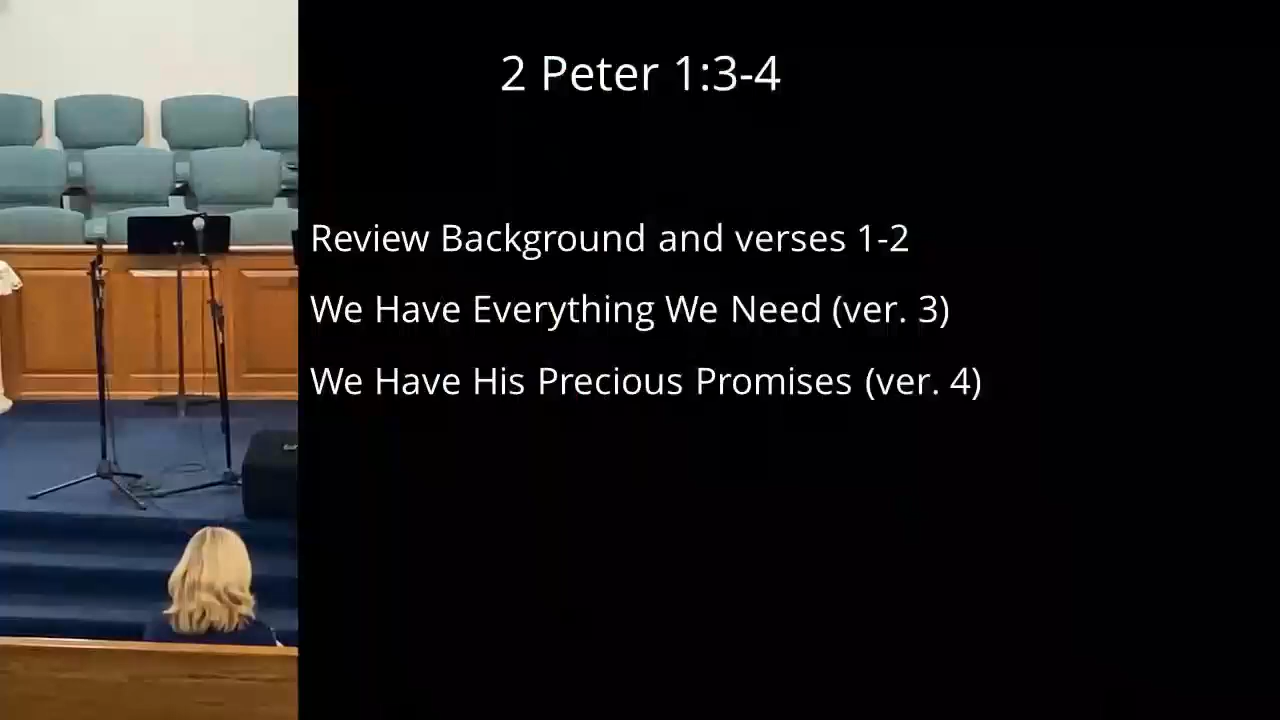 2 Peter 1:3-4
Review Background and verses 1-2
We Have Everything We Need (ver. 3)
We Have His Precious Promises (ver. 4)